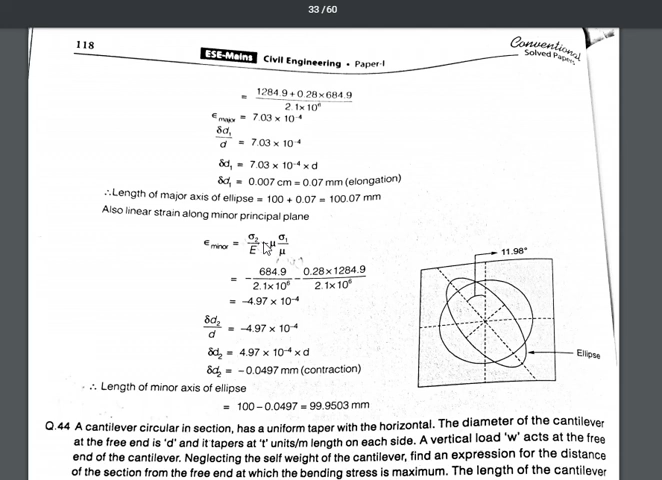 33 / 60
118
ESE-Mains Civil Engineering • Paper-I
Conventional
Solved Papers
= 1284.9 + 0.28 × 684.9 / 2.1 × 10⁶
ϵ major = 7.03 × 10⁻⁴
δd₁ / d = 7.03 × 10⁻⁴
δd₁ = 7.03 × 10⁻⁴ × d
δd₁ = 0.007 cm = 0.07 mm (elongation)
∴ Length of major axis of ellipse = 100 + 0.07 = 100.07 mm
Also linear strain along minor principal plane
ϵ minor = σ₂ / E - μ σ₁ / μ
= - 684.9 / 2.1 × 10⁶ - 0.28 × 1284.9 / 2.1 × 10⁶
= -4.97 × 10⁻⁴
δd₂ / d = -4.97 × 10⁻⁴
δd₂ = 4.97 × 10⁻⁴ × d
δd₂ = -0.0497 mm (contraction)
∴ Length of minor axis of ellipse
= 100 - 0.0497 = 99.9503 mm
11.98°
Ellipse
Q.44 A cantilever circular in section, has a uniform taper with the horizontal. The diameter of the cantilever
at the free end is 'd' and it tapers at 't' units/m length on each side. A vertical load 'w' acts at the free
end of the cantilever. Neglecting the self weight of the cantilever, find an expression for the distance
of the section from the free end at which the bending stress is maximum. The length of the cantilever